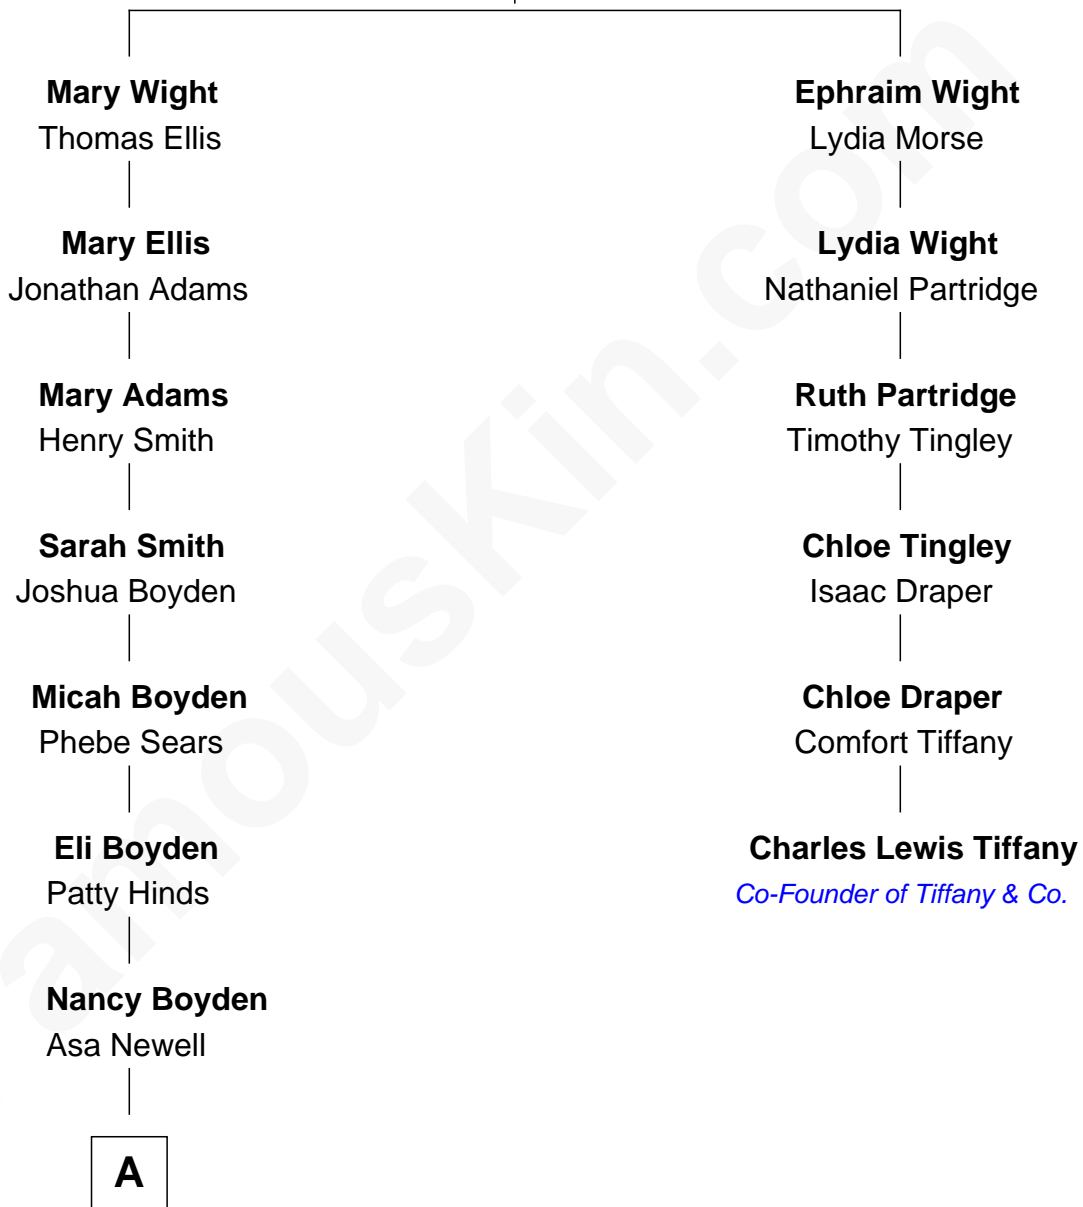 Mary Wight
Thomas Ellis
Mary Ellis
Jonathan Adams
Mary Adams
Henry Smith
Sarah Smith
Joshua Boyden
Micah Boyden
Phebe Sears
Eli Boyden
Patty Hinds
Nancy Boyden
Asa Newell
A
Ephraim Wight
Lydia Morse
Lydia Wight
Nathaniel Partridge
Ruth Partridge
Timothy Tingley
Chloe Tingley
Isaac Draper
Chloe Draper
Comfort Tiffany
Charles Lewis Tiffany
Co-Founder of Tiffany & Co.
amouskin.com